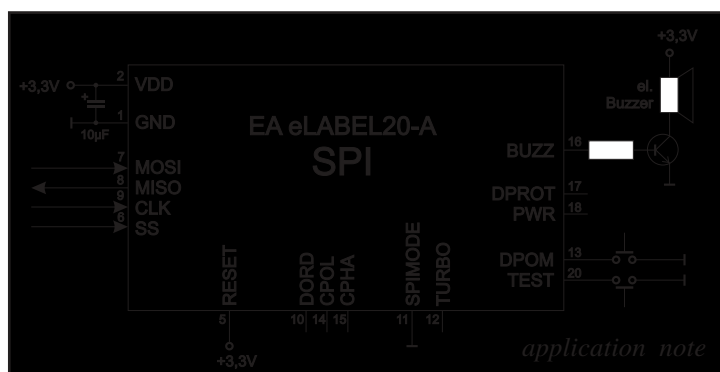 +3,3V
+3,3V
2
VDD
el.
Buzzer
+
1
GND
10µF
EA eLABEL20-A
SPI
16
BUZZ
7
MOSI
8
MISO
9
CLK
6
SS
17
DPROT
18
PWR
13
DPOM
20
TEST
RESET
DORD
CPOL
CPHA
SPIMODE
TURBO
5
10
14
15
11
12
+3,3V
application note